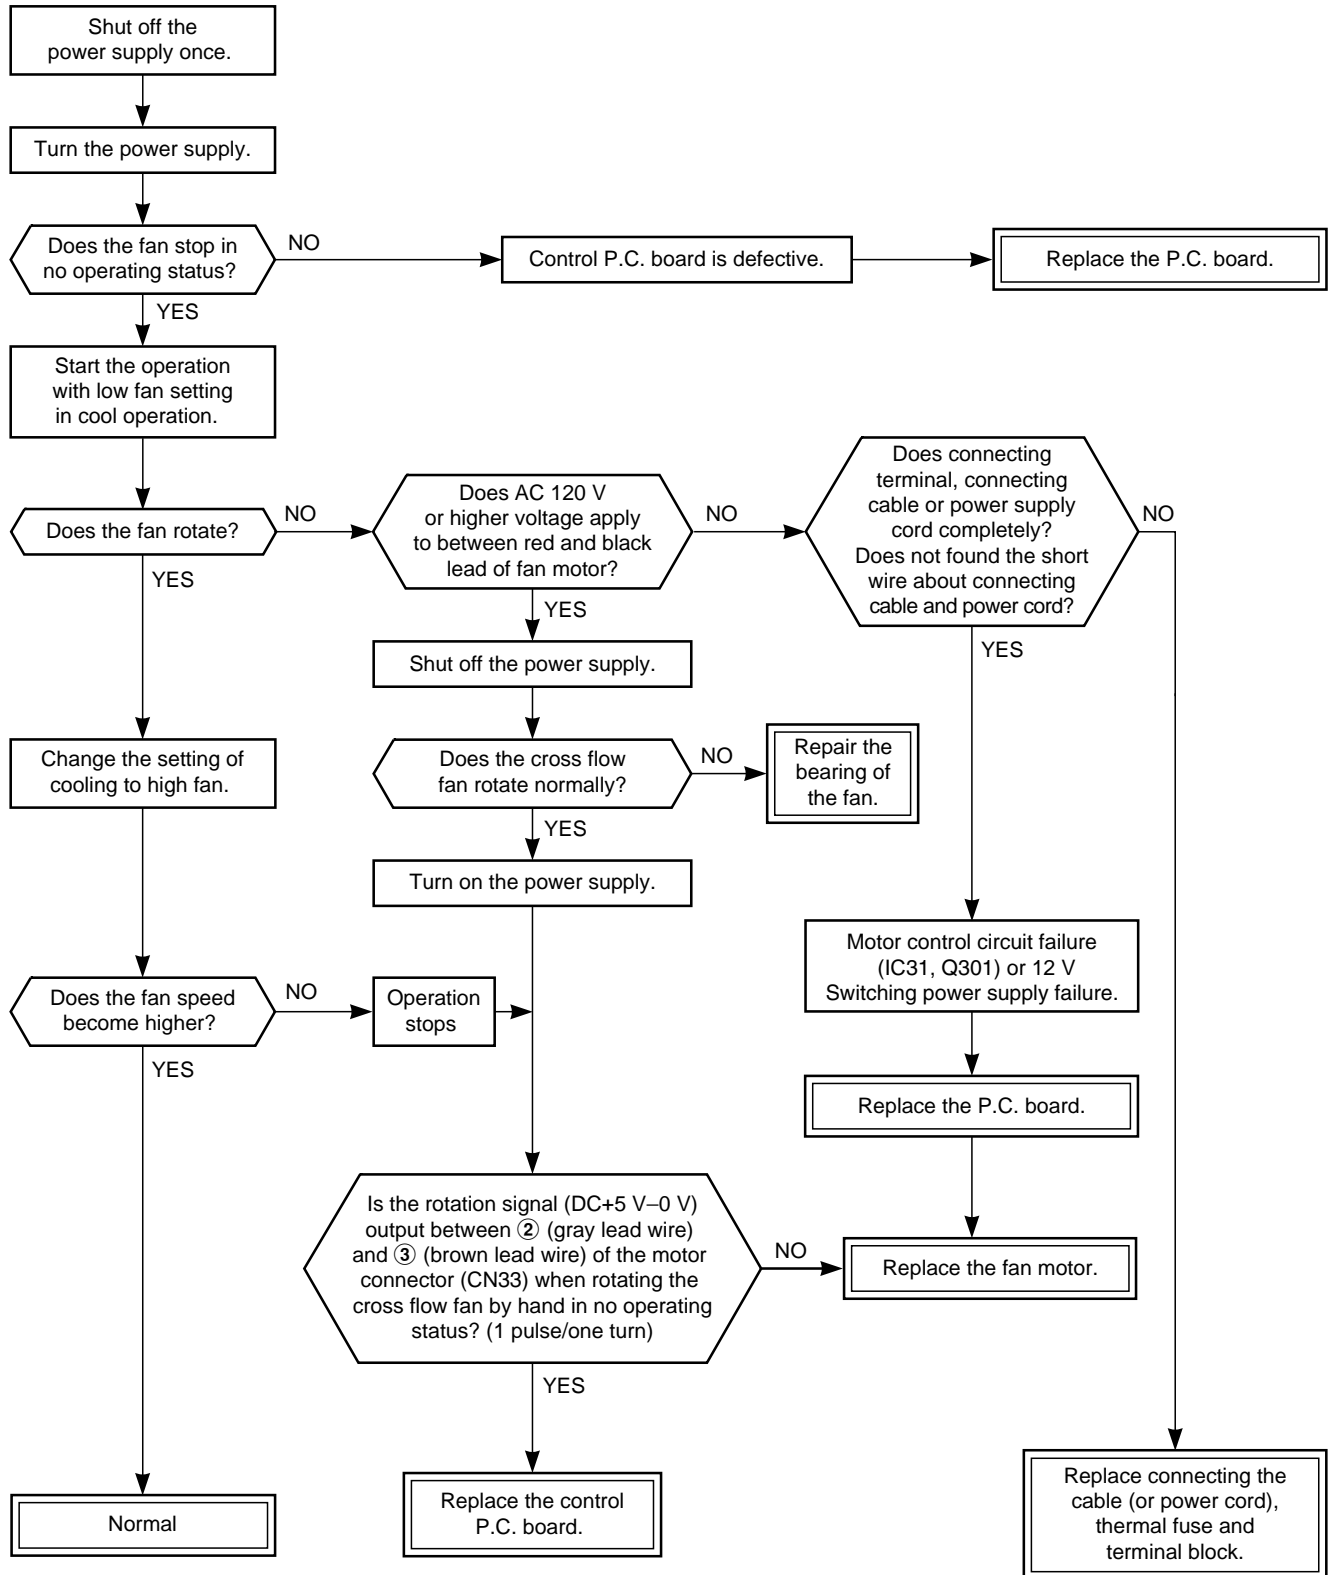 Shut off the
power supply once.
Turn the power supply.
Does the fan stop in
no operating status?
NO
Control P.C. board is defective.
Replace the P.C. board.
YES
Start the operation
with low fan setting
in cool operation.
Does the fan rotate?
NO
Does AC 120 V
or higher voltage apply
to between red and black
lead of fan motor?
NO
Does connecting
terminal, connecting
cable or power supply
cord completely?
Does not found the short
wire about connecting
cable and power cord?
NO
YES
YES
YES
Shut off the power supply.
Change the setting of
cooling to high fan.
Does the cross flow
fan rotate normally?
NO
Repair the
bearing of
the fan.
YES
Turn on the power supply.
Motor control circuit failure
(IC31, Q301) or 12 V
Switching power supply failure.
Does the fan speed
become higher?
NO
Operation
stops
YES
Replace the P.C. board.
Is the rotation signal (DC+5 V–0 V)
output between ② (gray lead wire)
and ③ (brown lead wire) of the motor
connector (CN33) when rotating the
cross flow fan by hand in no operating
status? (1 pulse/one turn)
NO
Replace the fan motor.
YES
Normal
Replace the control
P.C. board.
Replace connecting the
cable (or power cord),
thermal fuse and
terminal block.